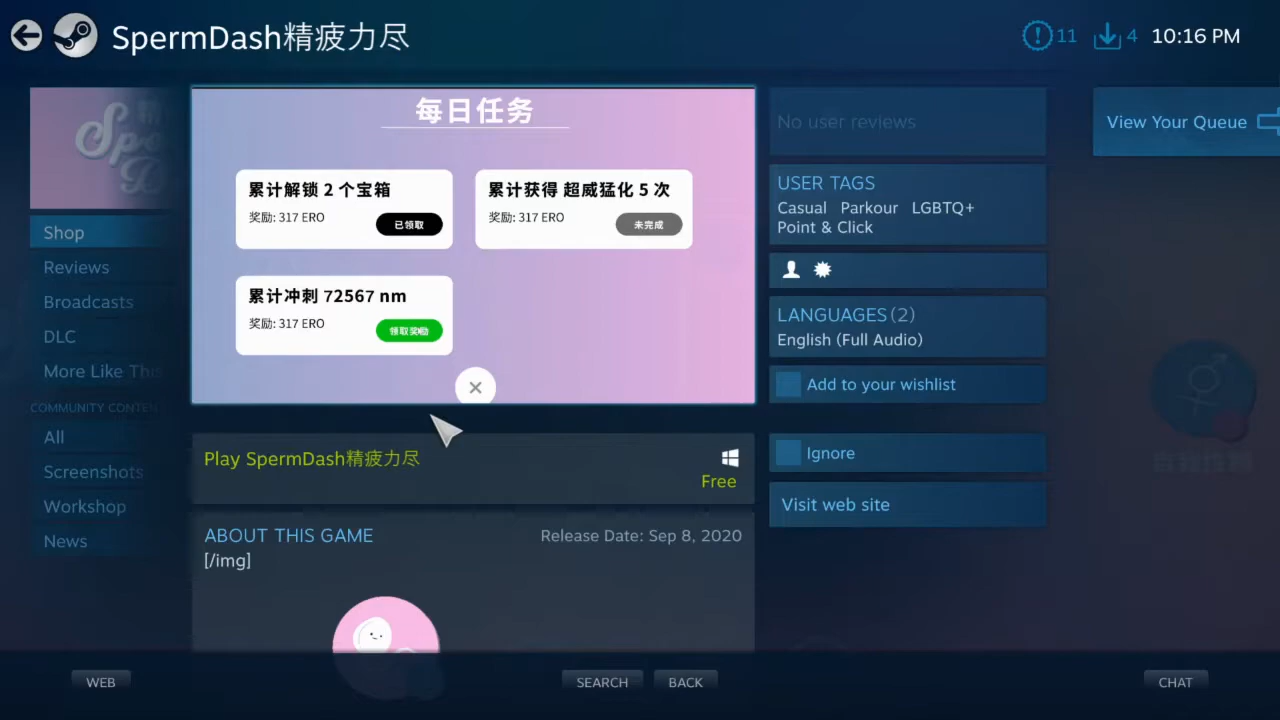 SpermDash精疲力尽
11
4
10:16 PM
每日任务
累计解锁 2 个宝箱
奖励: 317 ERO
已领取
累计获得 超威猛化 5 次
奖励: 317 ERO
未完成
累计冲刺 72567 nm
奖励: 317 ERO
领取奖励
Shop
Reviews
Broadcasts
DLC
More Like This
COMMUNITY CONTENT
All
Screenshots
Workshop
News
Play SpermDash精疲力尽
Free
ABOUT THIS GAME
Release Date: Sep 8, 2020
[/img]
No user reviews
USER TAGS
Casual Parkour LGBTQ+
Point & Click
LANGUAGES (2)
English (Full Audio)
Add to your wishlist
Ignore
Visit web site
View Your Queue
WEB
SEARCH
BACK
CHAT